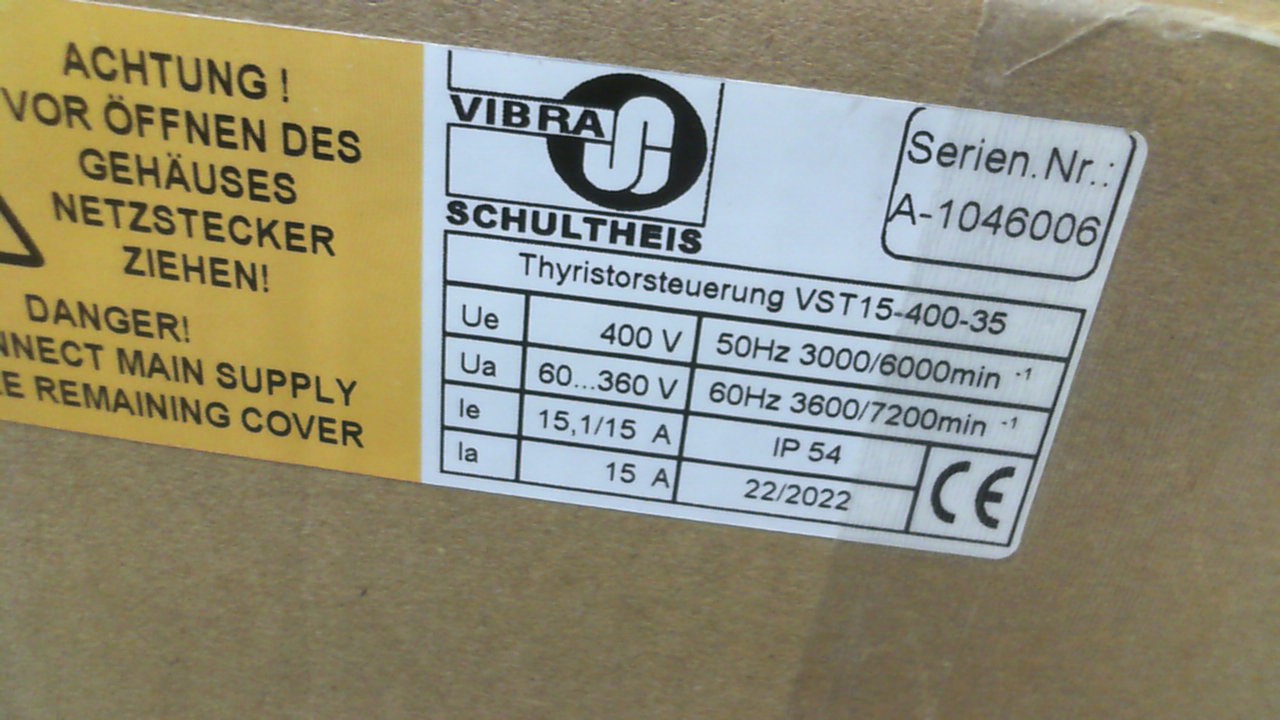 ACHTUNG !
VOR ÖFFNEN DES
GEHÄUSES
NETZSTECKER
ZIEHEN!
DANGER!
MAIN SUPPLY
REMAINING COVER
VIBRA
SCHULTHEIS
Serien.Nr.:
A-1046006
Thyristorsteuerung VST15-400-35
Ue 400 V 50Hz 3000/6000min -1
Ua 60...360 V 60Hz 3600/7200min -1
Ie 15,1/15 A IP 54
Ia 15 A 22/2022 CE